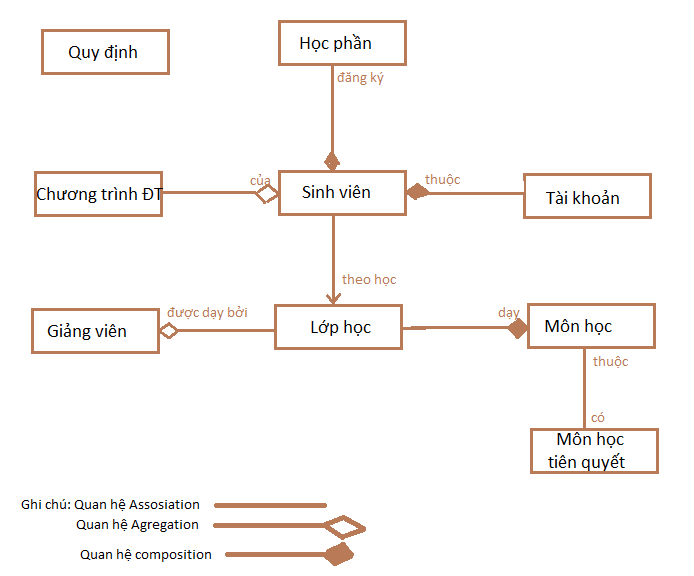 Quy định
Học phần
đăng ký
Chương trình ĐT
của
Sinh viên
thuộc
Tài khoản
theo học
Giảng viên
được dạy bởi
Lớp học
dạy
Môn học
thuộc
có
Môn học
tiên quyết
Ghi chú: Quan hệ Assosiation
Quan hệ Agregation
Quan hệ composition